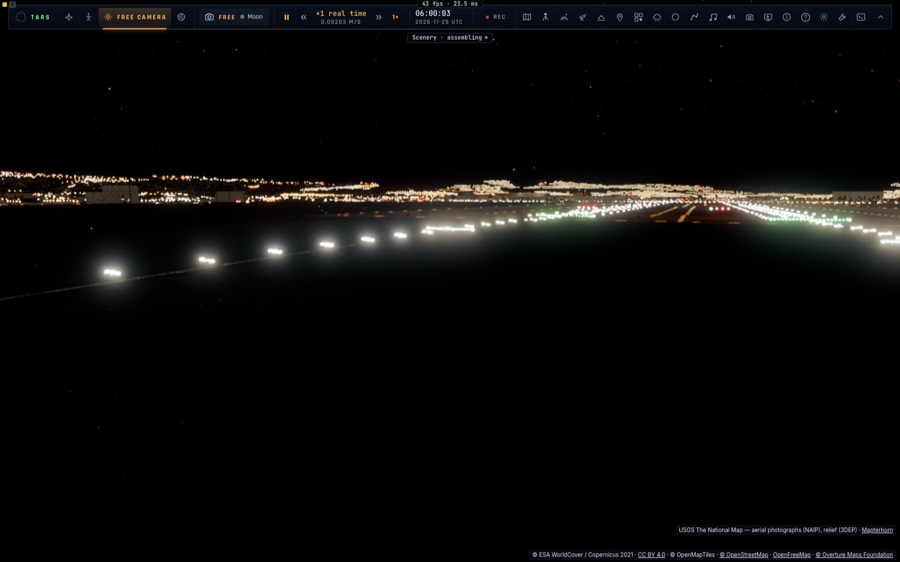 43 fps · 23.5 ms
TARS
FREE CAMERA
FREE
Moon
×1 real time
0.00203 M/S
1×
06:00:03
2026-11-25 UTC
REC
Scenery · assembling
USGS The National Map — aerial photographs (NAIP), relief (3DEP) · Mapterhorn
© ESA WorldCover / Copernicus 2021 · CC BY 4.0 · © OpenMapTiles · © OpenStreetMap · OpenFreeMap · © Overture Maps Foundation